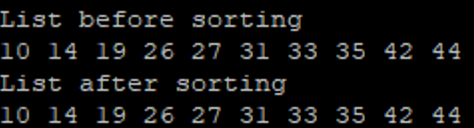 List before sorting
10 14 19 26 27 31 33 35 42 44
List after sorting
10 14 19 26 27 31 33 35 42 44